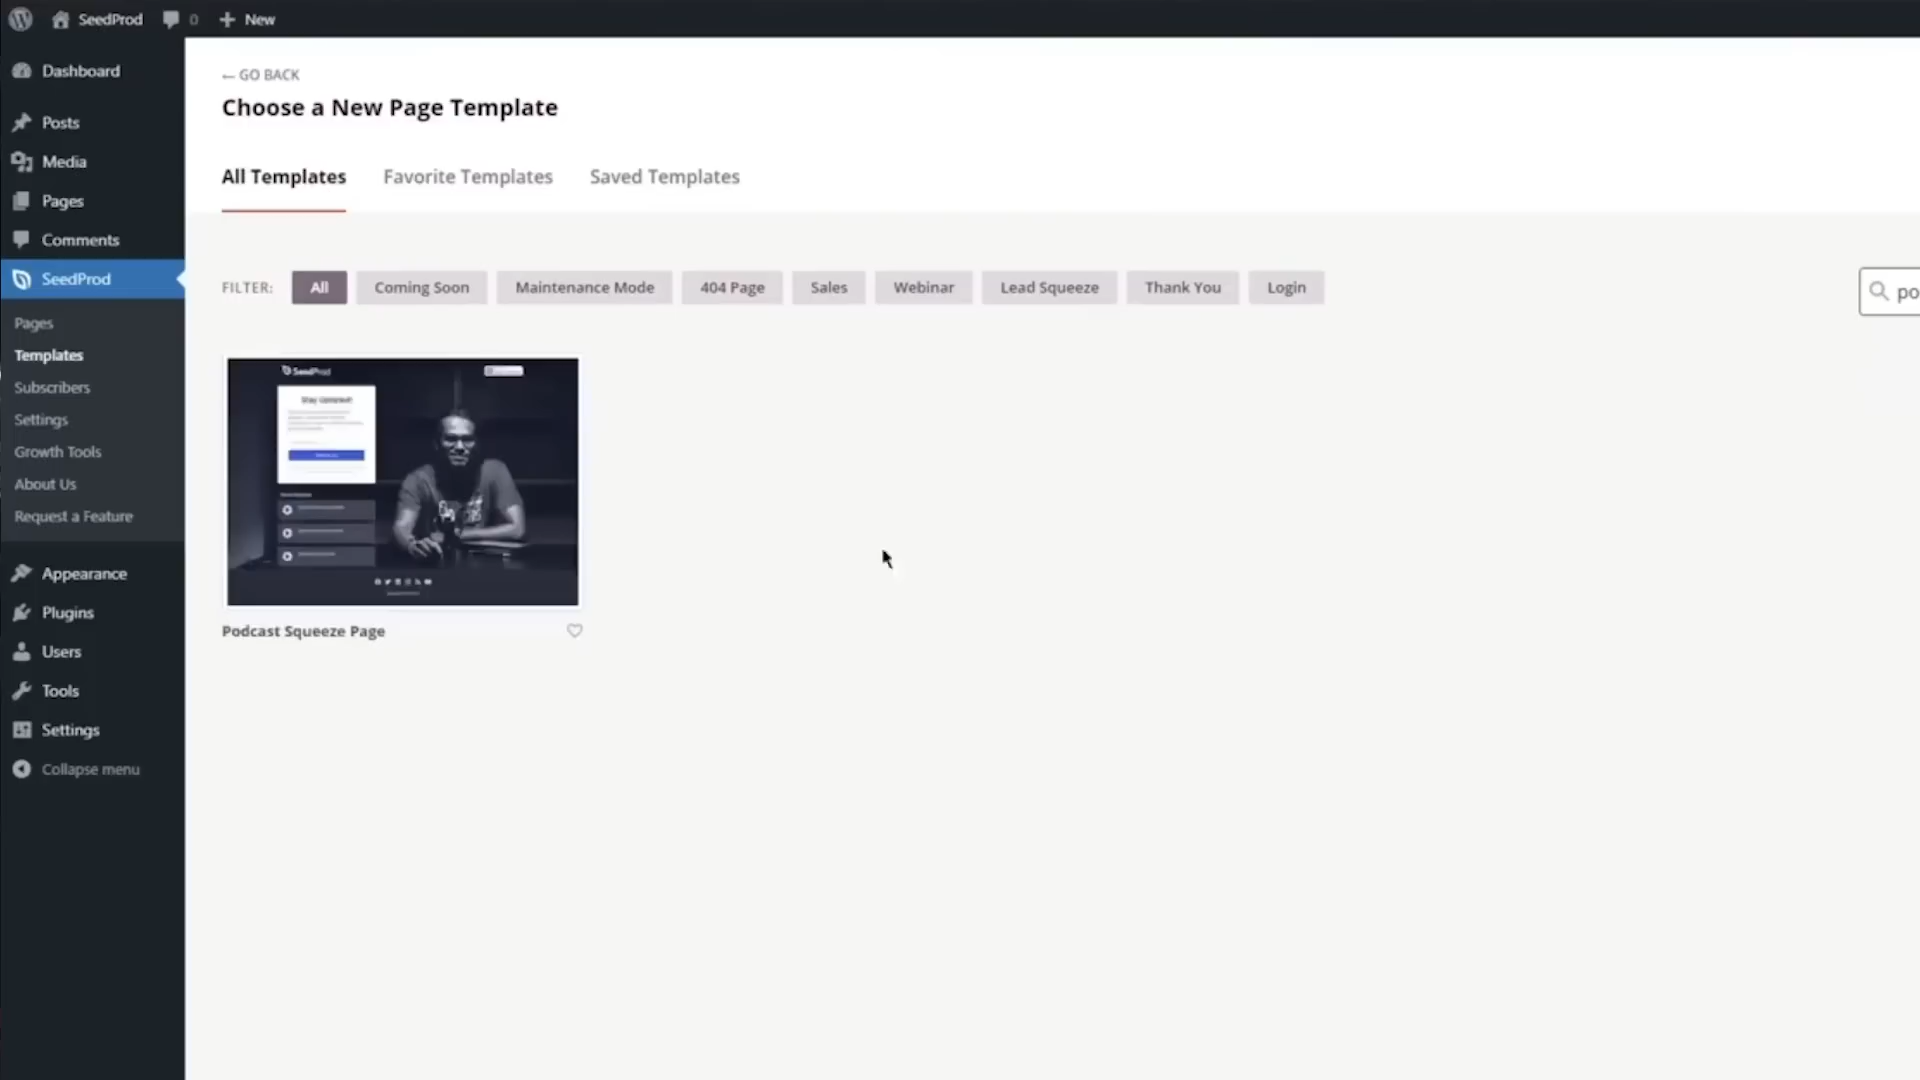 SeedProd 0 New
Dashboard
Posts
Media
Pages
Comments
SeedProd
Pages
Templates
Subscribers
Settings
Growth Tools
About Us
Request a Feature
Appearance
Plugins
Users
Tools
Settings
Collapse menu
← GO BACK
Choose a New Page Template
All Templates Favorite Templates Saved Templates
FILTER: All Coming Soon Maintenance Mode 404 Page Sales Webinar Lead Squeeze Thank You Login
po
SeedProd
Stay Updated!
Podcast Squeeze Page